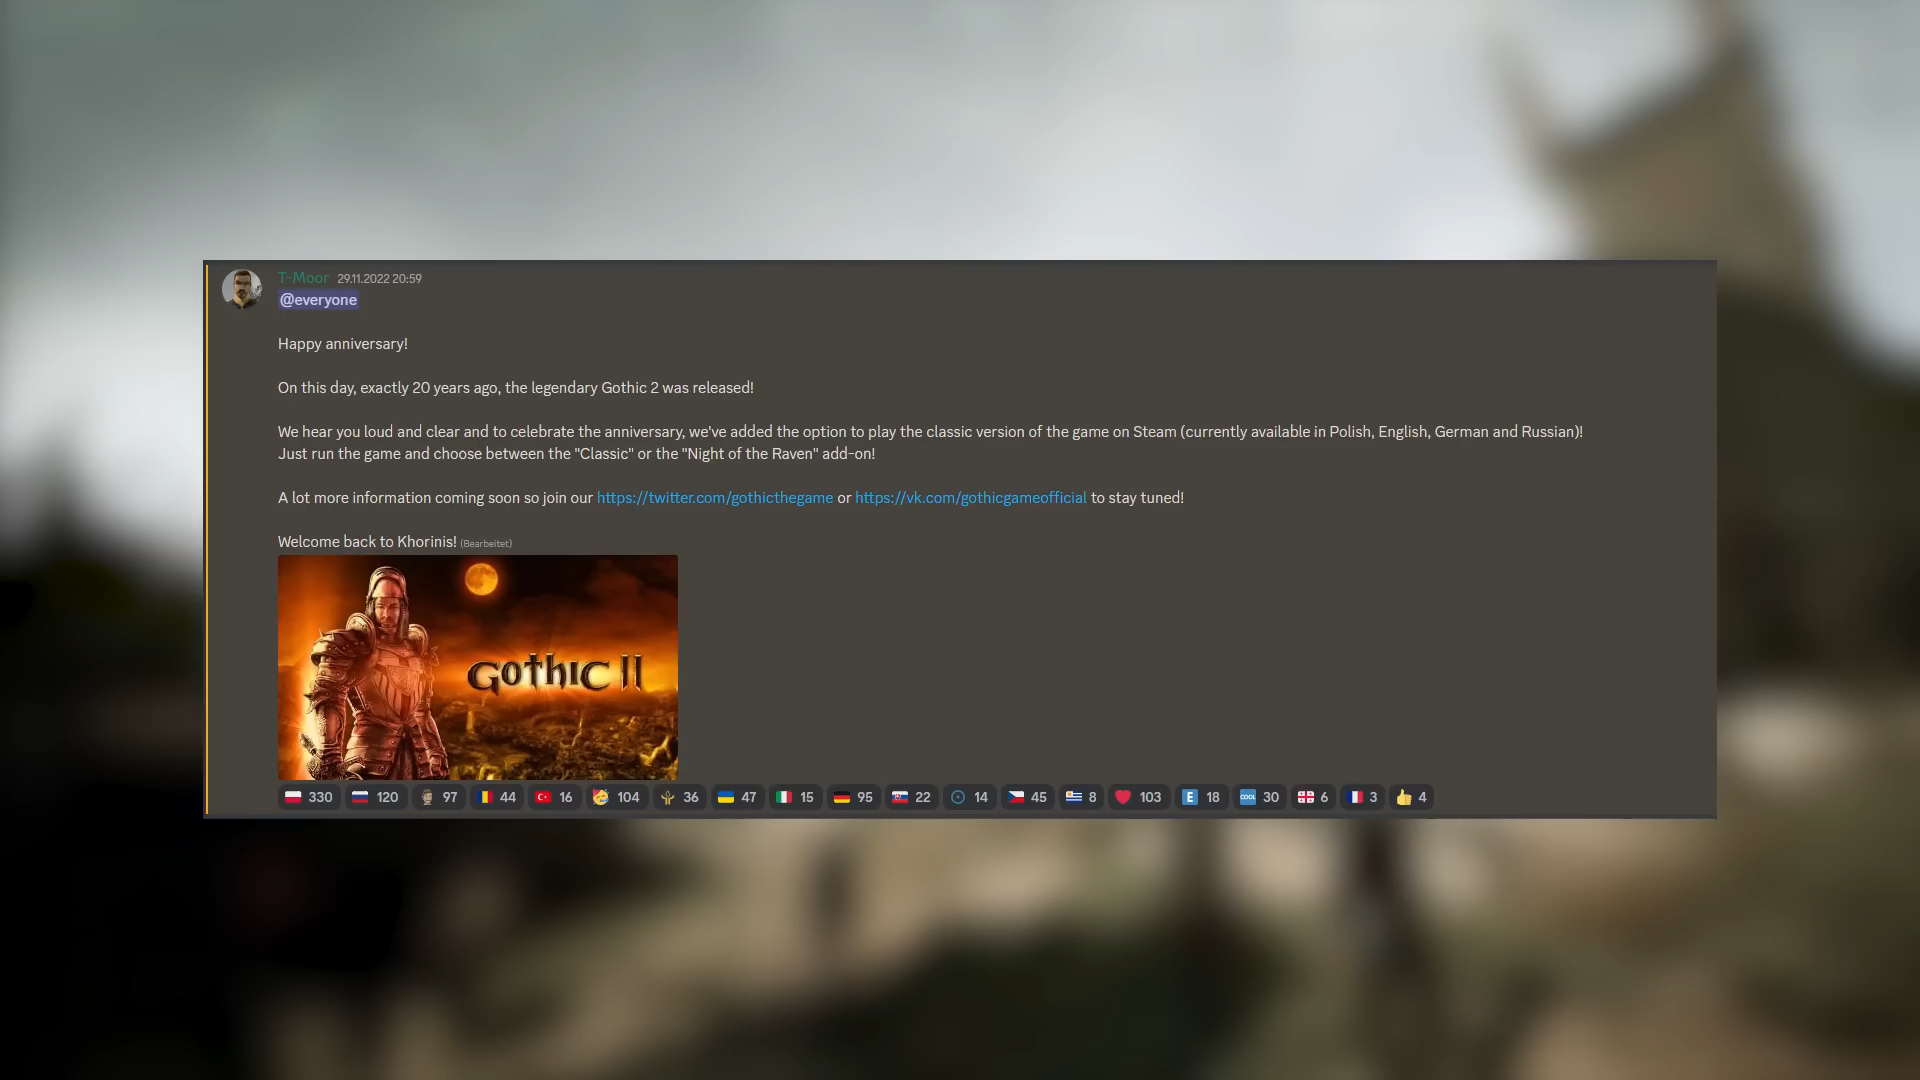 T-Moor 29.11.2022 20:59
@everyone
Happy anniversary!
On this day, exactly 20 years ago, the legendary Gothic 2 was released!
We hear you loud and clear and to celebrate the anniversary, we've added the option to play the classic version of the game on Steam (currently available in Polish, English, German and Russian)!
Just run the game and choose between the "Classic" or the "Night of the Raven" add-on!
A lot more information coming soon so join our https://twitter.com/gothicthegame or https://vk.com/gothicgameofficial to stay tuned!
Welcome back to Khorinis! (Bearbeitet)
Gothic II
330 120 97 44 16 104 36 47 15 95 22 14 45 8 103 E 18 COOL 30 6 3 4